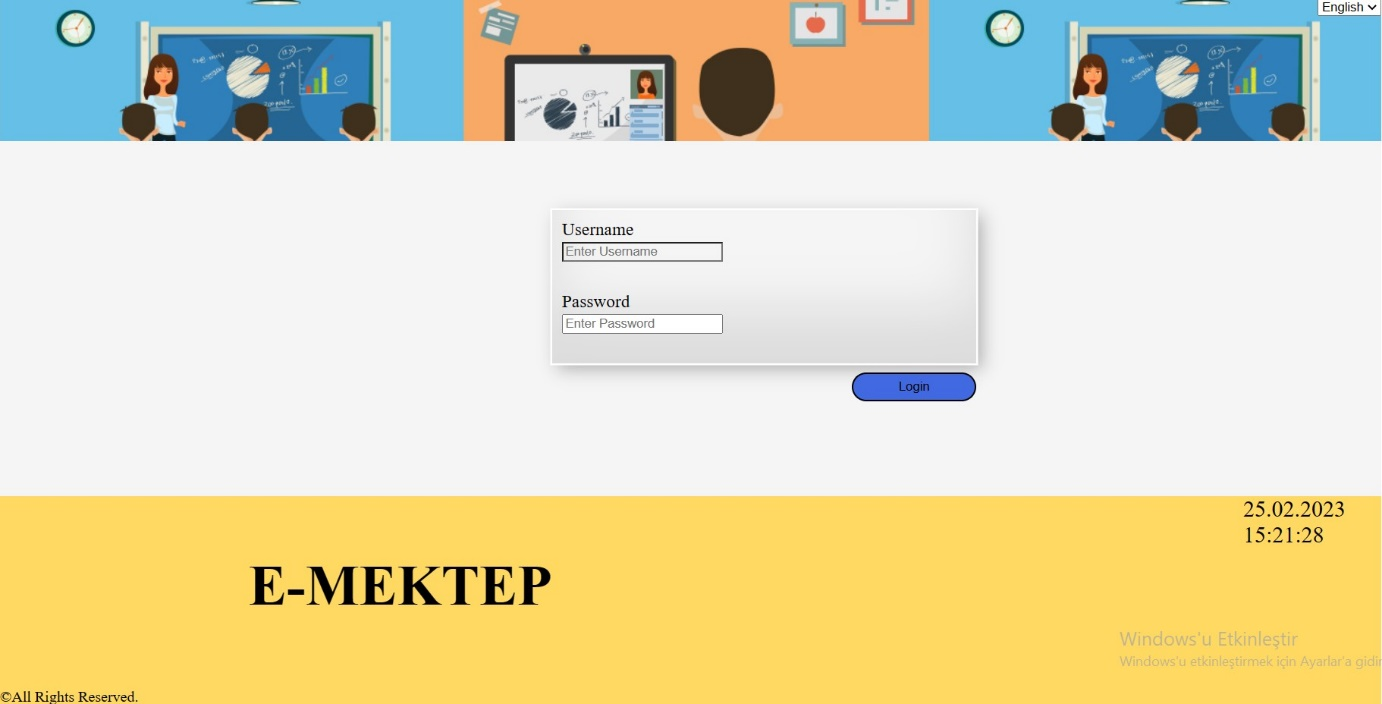 English
Username
Enter Username
Password
Enter Password
Login
25.02.2023
15:21:28
E-MEKTEP
Windows'u Etkinleştir
Windows'u etkinleştirmek için Ayarlar'a gidi
©All Rights Reserved.